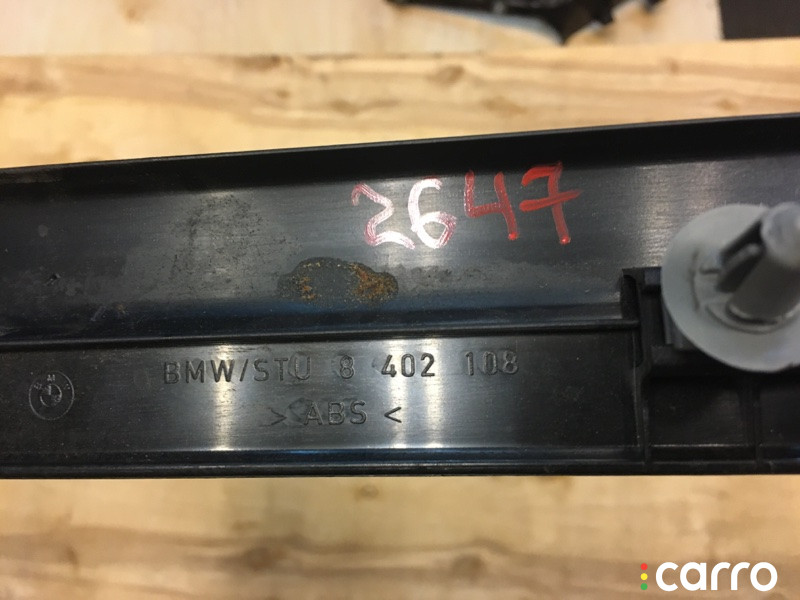 2647
BMW/STU 8 402 108
> ABS <
carro